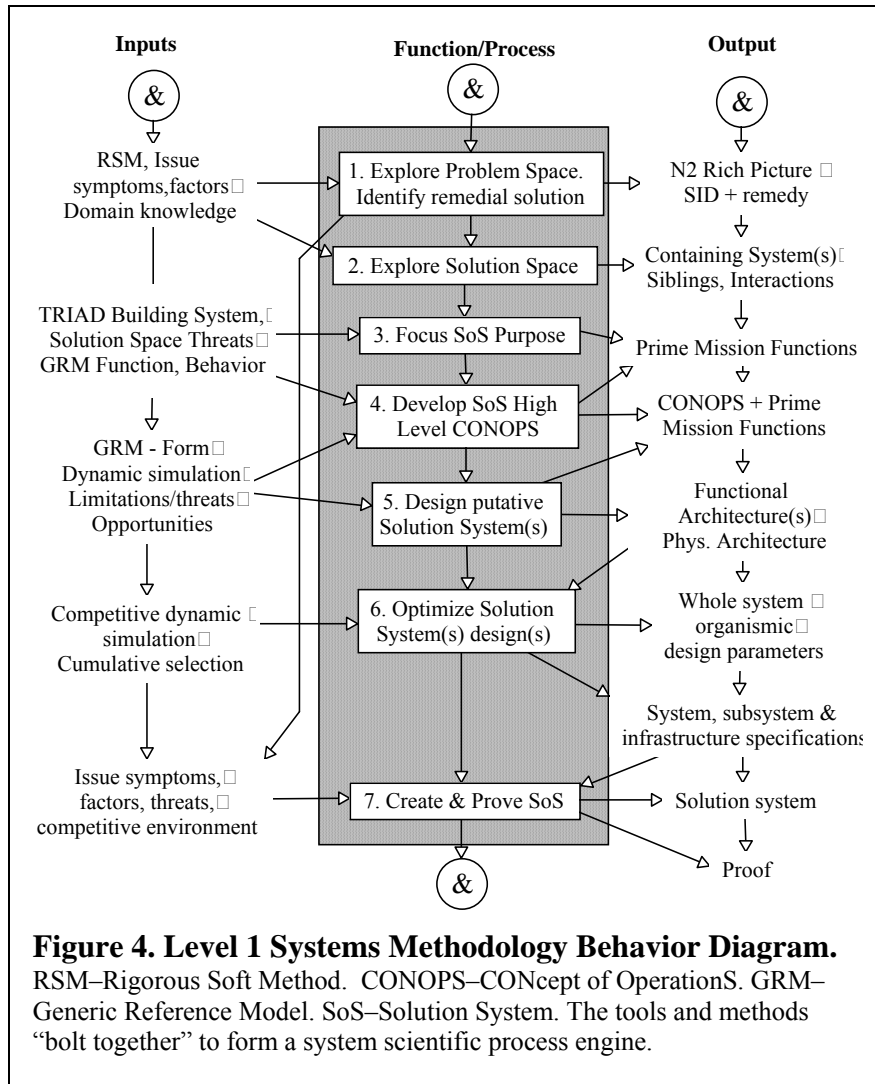 Inputs
Function/Process
Output
&
&
&
RSM, Issue
symptoms,factors
Domain knowledge
1. Explore Problem Space.
Identify remedial solution
N2 Rich Picture
SID + remedy
2. Explore Solution Space
Containing System(s)
Siblings, Interactions
TRIAD Building System,
Solution Space Threats
GRM Function, Behavior
3. Focus SoS Purpose
Prime Mission Functions
4. Develop SoS High
Level CONOPS
CONOPS + Prime
Mission Functions
GRM - Form
Dynamic simulation
Limitations/threats
Opportunities
5. Design putative
Solution System(s)
Functional
Architecture(s)
Phys. Architecture
Competitive dynamic
simulation
Cumulative selection
6. Optimize Solution
System(s) design(s)
Whole system
organismic
design parameters
System, subsystem &
infrastructure specifications
Issue symptoms,
factors, threats,
competitive environment
7. Create & Prove SoS
Solution system
Proof
&
Figure 4. Level 1 Systems Methodology Behavior Diagram.
RSM–Rigorous Soft Method. CONOPS–CONcept of OperationS. GRM–
Generic Reference Model. SoS–Solution System. The tools and methods
“bolt together” to form a system scientific process engine.